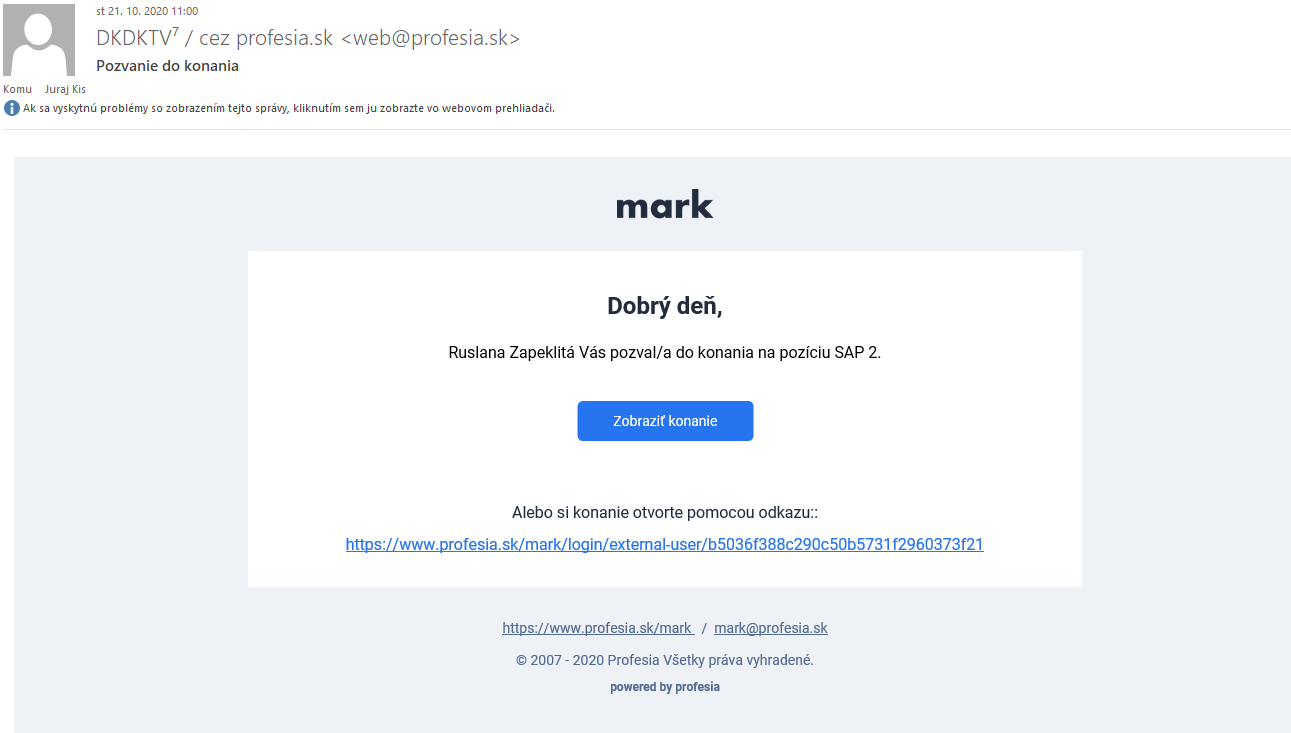 st 21. 10. 2020 11:00
DKDKTV⁷ / cez profesia.sk <web@profesia.sk>
Pozvanie do konania
Komu Juraj Kis
Ak sa vyskytnú problémy so zobrazením tejto správy, kliknutím sem ju zobrazte vo webovom prehliadači.
mark
Dobrý deň,
Ruslana Zapeklitá Vás pozval/a do konania na pozíciu SAP 2.
Zobraziť konanie
Alebo si konanie otvorte pomocou odkazu::
https://www.profesia.sk/mark/login/external-user/b5036f388c290c50b5731f2960373f21
https://www.profesia.sk/mark / mark@profesia.sk
© 2007 - 2020 Profesia Všetky práva vyhradené.
powered by profesia